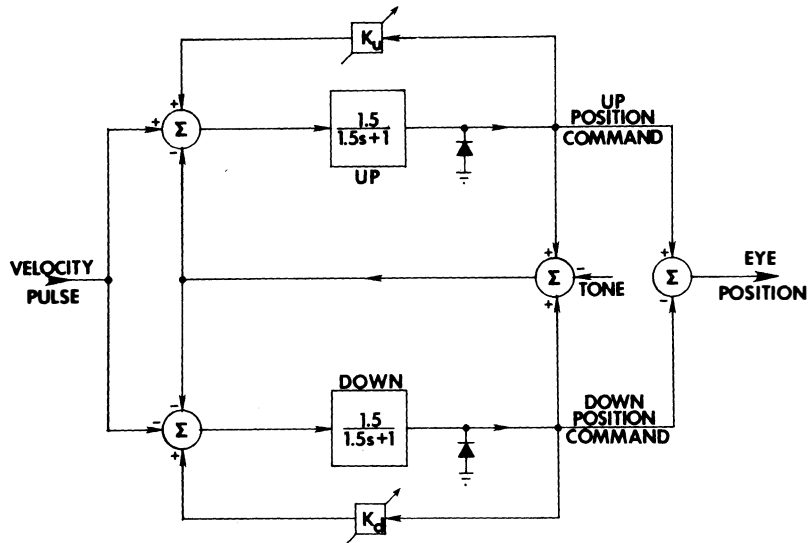 Ku
+
+
Σ
-
1.5
1.5s+1
UP
UP
POSITION
COMMAND
VELOCITY
PULSE
+
Σ
-
TONE
+
+
Σ
-
EYE
POSITION
DOWN
-
-
Σ
+
1.5
1.5s+1
DOWN
POSITION
COMMAND
Kd